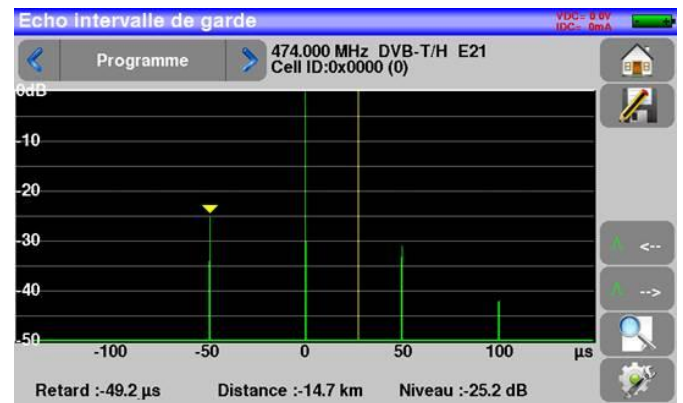 Echo intervalle de garde
VDC= 0.0V
IDC= 0mA
Programme
474.000 MHz DVB-T/H E21
Cell ID:0x0000 (0)
0dB
-10
-20
-30
-40
-50
-100 -50 0 50 100 µs
<--
-->
Retard :-49.2 µs Distance :-14.7 km Niveau :-25.2 dB